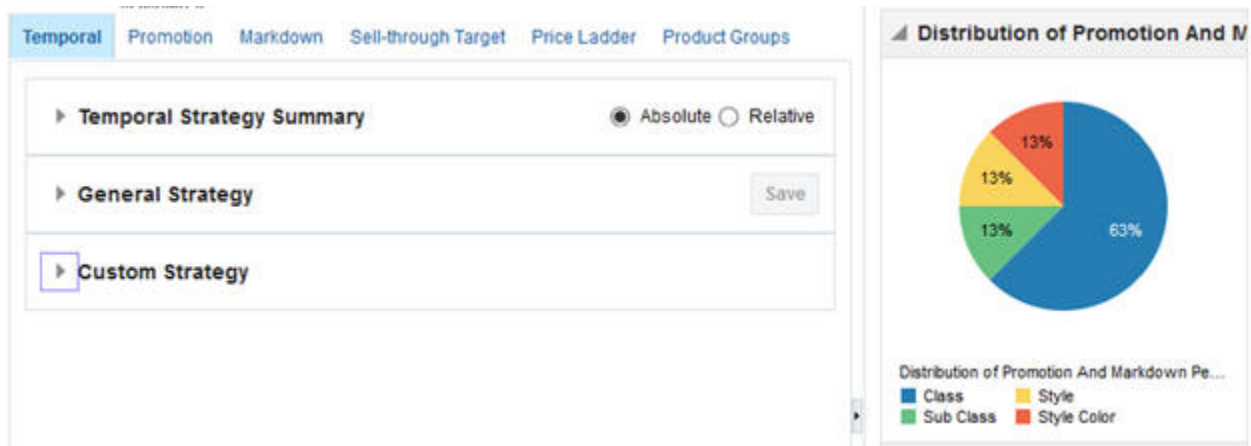 Temporal Promotion Markdown Sell-through Target Price Ladder Product Groups
Temporal Strategy Summary Absolute Relative
General Strategy Save
Custom Strategy
Distribution of Promotion And M
13%
13%
13%
63%
Distribution of Promotion And Markdown Pe...
Class Style
Sub Class Style Color